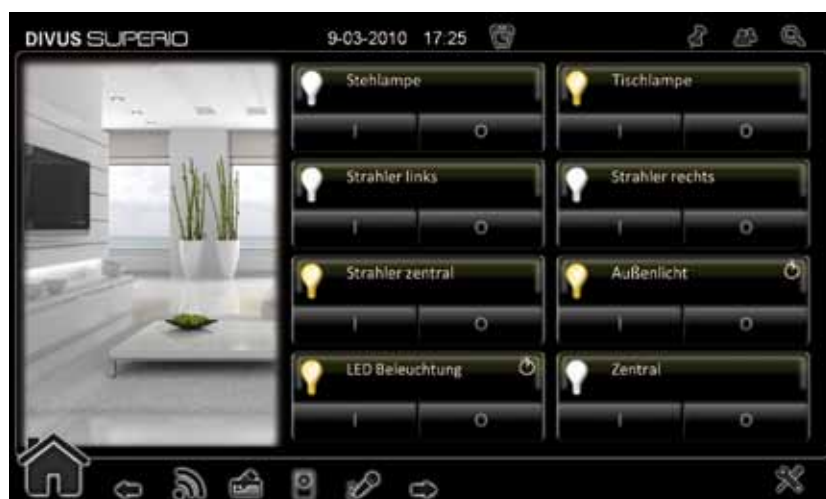 DIVUS SUPERIO 9-03-2010 17:25
Stehlampe Tischlampe
I O I O
Strahler links Strahler rechts
I O I O
Strahler zentral Außenlicht
I O I O
LED Beleuchtung Zentral
I O I O